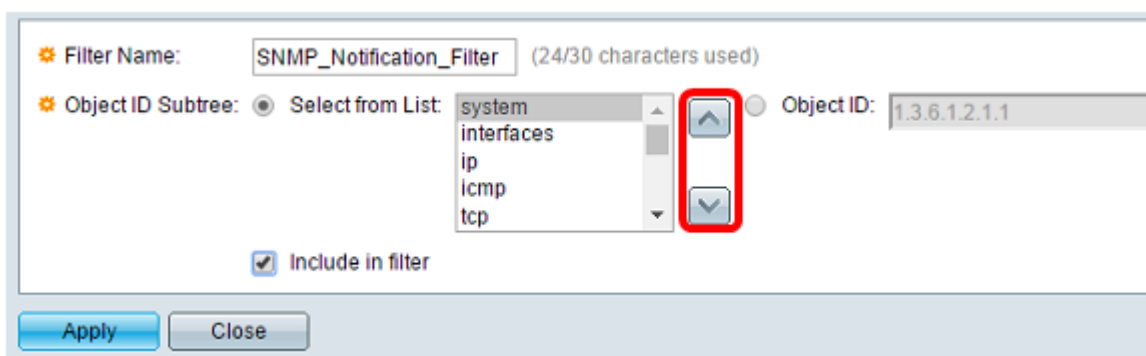 Filter Name: SNMP_Notification_Filter (24/30 characters used)
Object ID Subtree: Select from List: system Object ID: 1.3.6.1.2.1.1
interfaces
ip
icmp
tcp
Include in filter
Apply Close